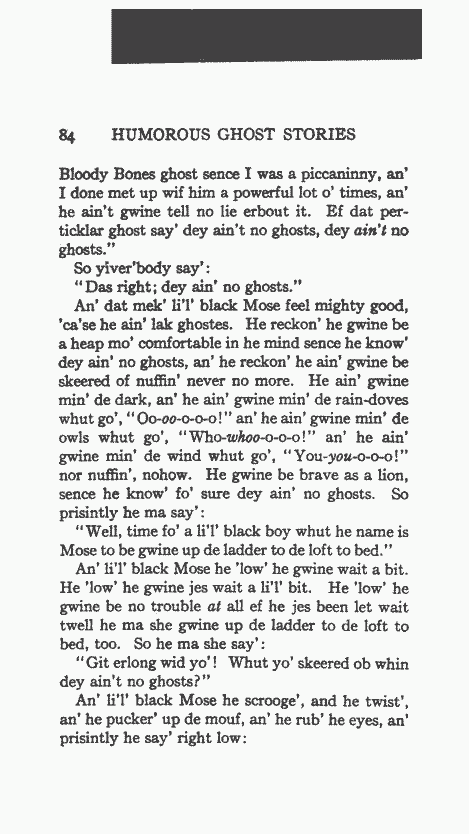 84 HUMOROUS GHOST STORIES
Bloody Bones ghost sence I was a piccaninny, an'
I done met up wif him a powerful lot o' times, an'
he ain't gwine tell no lie erbout it. Ef dat per-
ticklar ghost say' dey ain't no ghosts, dey ain't no
ghosts."
So yiver'body say':
"Das right; dey ain' no ghosts."
An' dat mek' li'l' black Mose feel mighty good,
'ca'se he ain' lak ghostes. He reckon' he gwine be
a heap mo' comfortable in he mind sence he know'
dey ain' no ghosts, an' he reckon' he ain' gwine be
skeered of nuffin' never no more. He ain' gwine
min' de dark, an' he ain' gwine min' de rain-doves
whut go', "Oo-oo-o-o-o!" an' he ain' gwine min' de
owls whut go', "Who-whoo-o-o-o!" an' he ain'
gwine min' de wind whut go', "You-you-o-o-o!"
nor nuffin', nohow. He gwine be brave as a lion,
sence he know' fo' sure dey ain' no ghosts. So
prisintly he ma say':
"Well, time fo' a li'l' black boy whut he name is
Mose to be gwine up de ladder to de loft to bed."
An' li'l' black Mose he 'low' he gwine wait a bit.
He 'low' he gwine jes wait a li'l' bit. He 'low' he
gwine be no trouble at all ef he jes been let wait
twell he ma she gwine up de ladder to de loft to
bed, too. So he ma she say':
"Git erlong wid yo'! Whut yo' skeered ob whin
dey ain't no ghosts?"
An' li'l' black Mose he scrooge', and he twist',
an' he pucker' up de mouf, an' he rub' he eyes, an'
prisintly he say' right low: